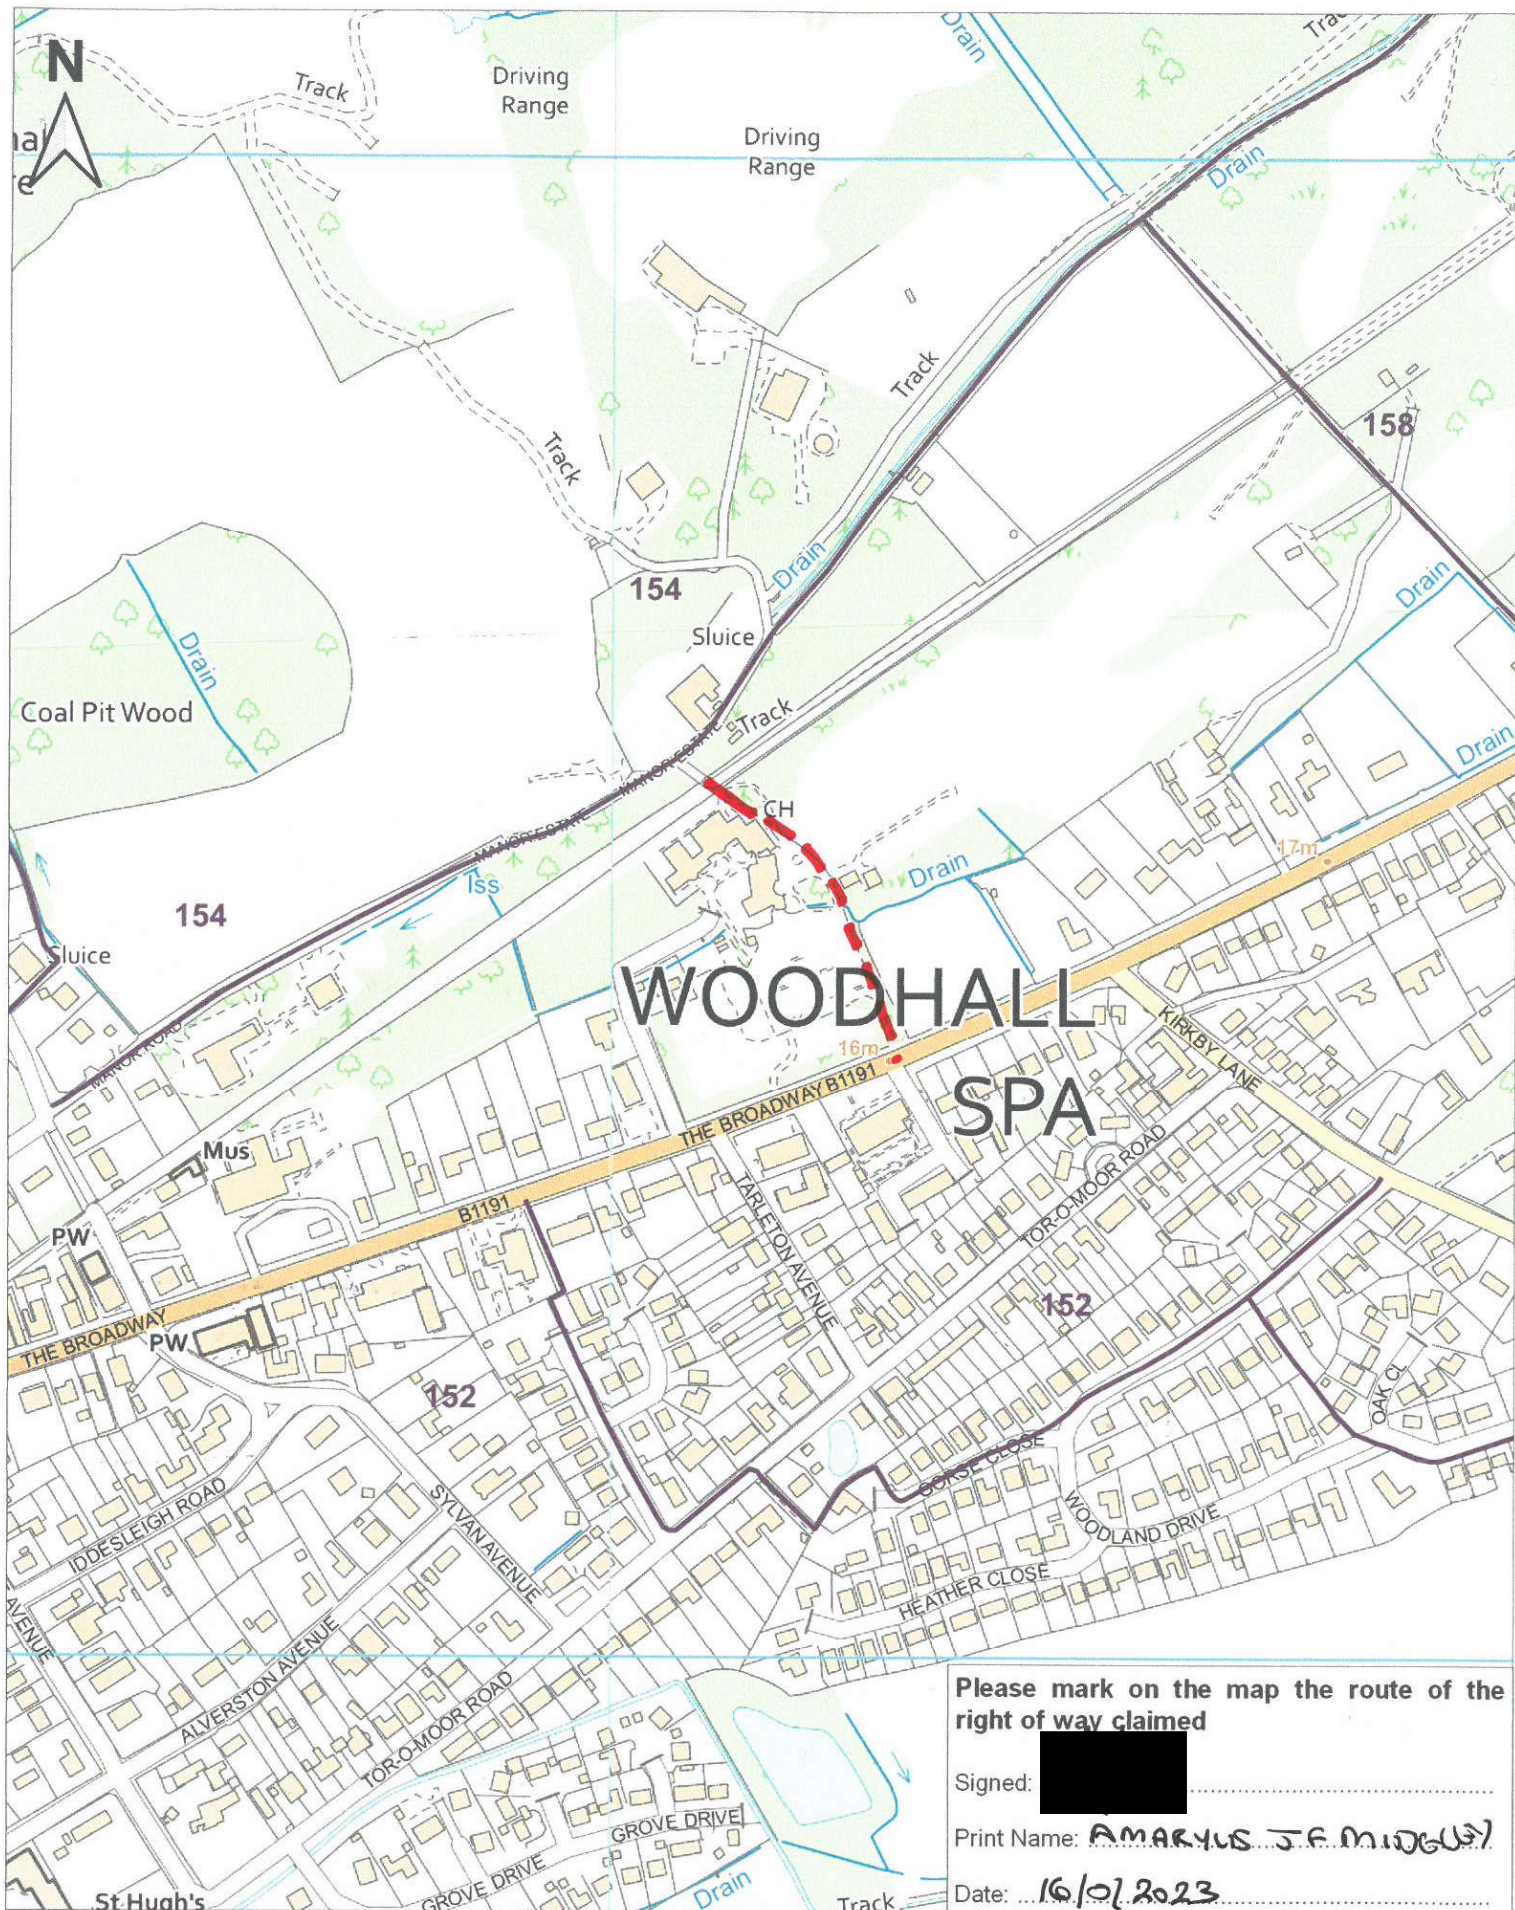 N
Track
Driving
Range
Driving
Range
Drain
Drain
Track
Track
158
154
Drain
Sluice
Drain
Drain
Coal Pit Wood
Track
MANOR ESTATE
Drain
MANOR ESTATE
CH
17m
Iss
Drain
154
Sluice
WOODHALL
SPA
MANOR ROAD
16m
KIRKBY LANE
THE BROADWAY B1191
Mus
TARLETON AVENUE
TOR-O-MOOR ROAD
B1191
PW
152
THE BROADWAY
PW
152
OAK CL
GORSE CLOSE
SYLVAN AVENUE
WOODLAND DRIVE
IDDESLEIGH ROAD
HEATHER CLOSE
AVENUE
ALVERSTON AVENUE
TOR-O-MOOR ROAD
GROVE DRIVE
GROVE DRIVE
Drain
Track
St Hugh's
Please mark on the map the route of the
right of way claimed
Signed:
Print Name: AMARYLIS J F MIDGLEY
Date: 16/01/2023